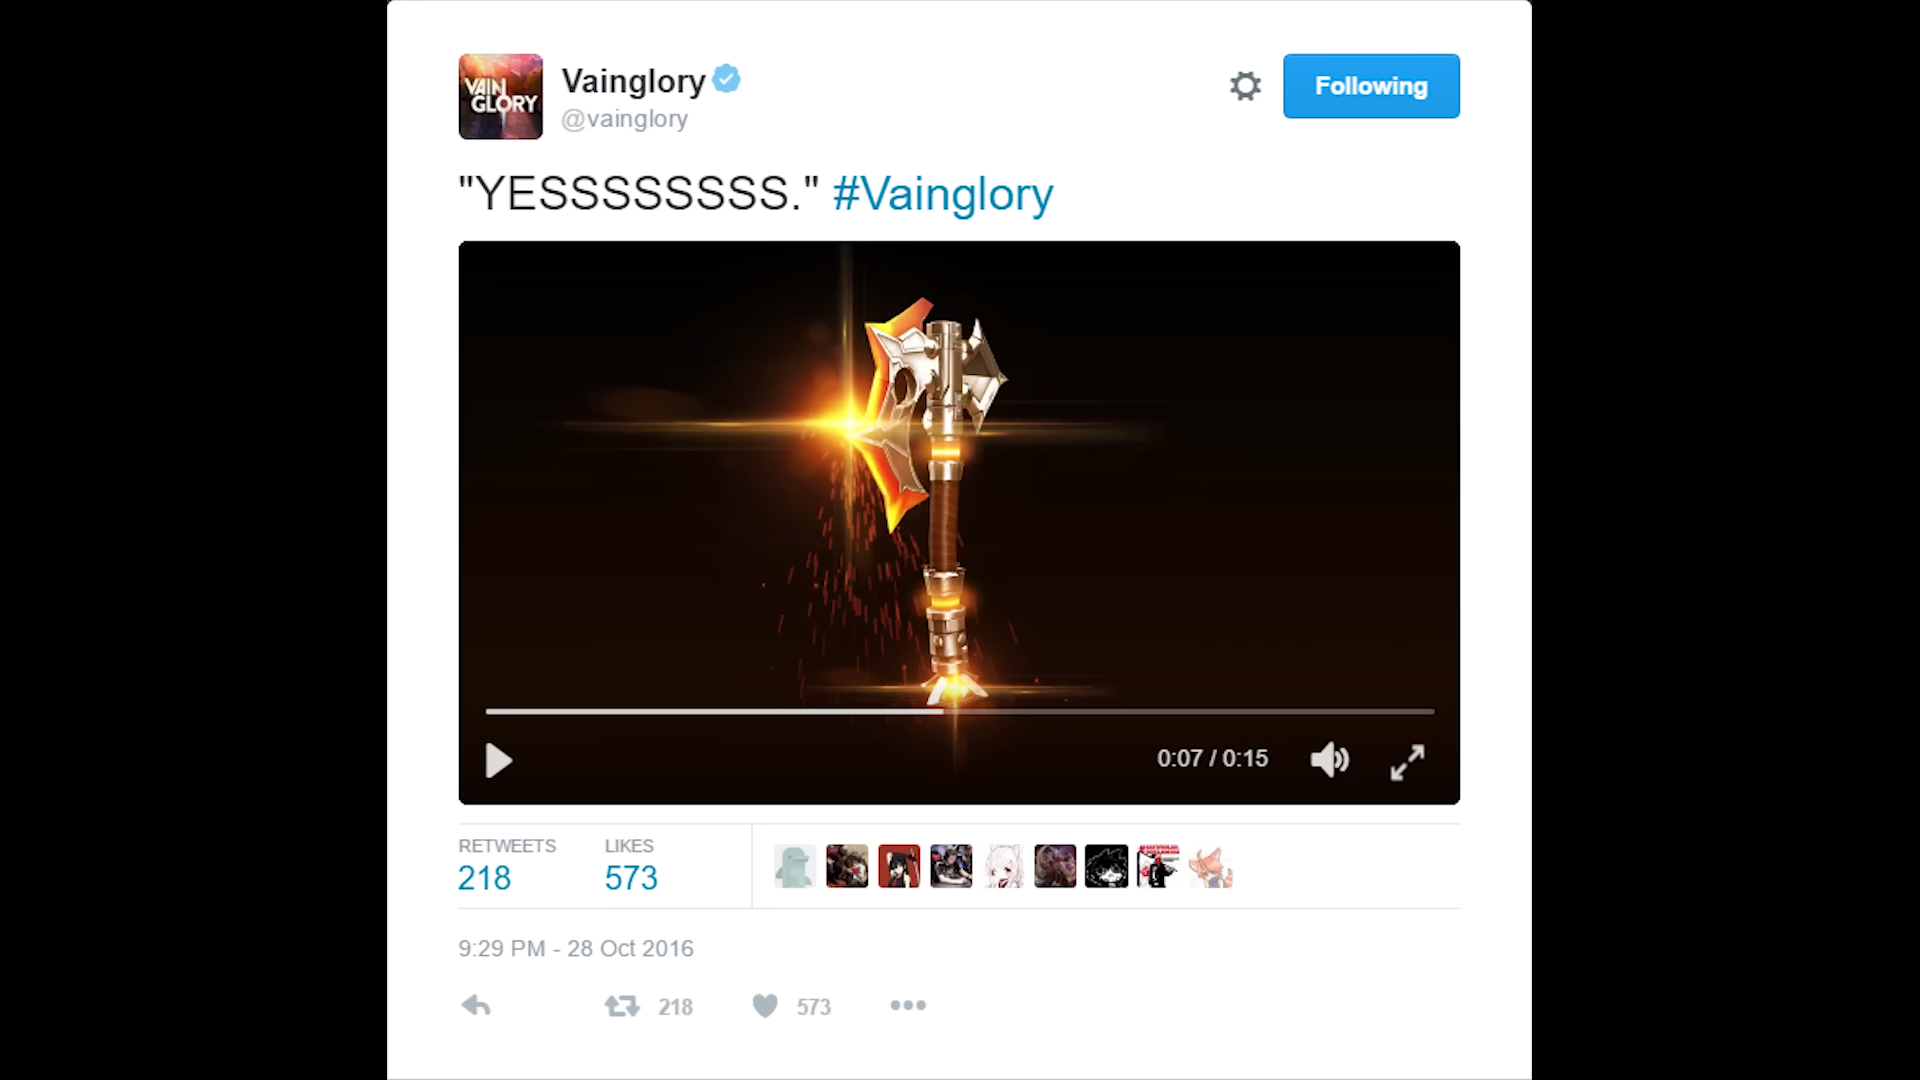 VAIN
GLORY
Vainglory
@vainglory
Following
"YESSSSSSSS." #Vainglory
0:07 / 0:15
RETWEETS
218
LIKES
573
9:29 PM - 28 Oct 2016
218
573